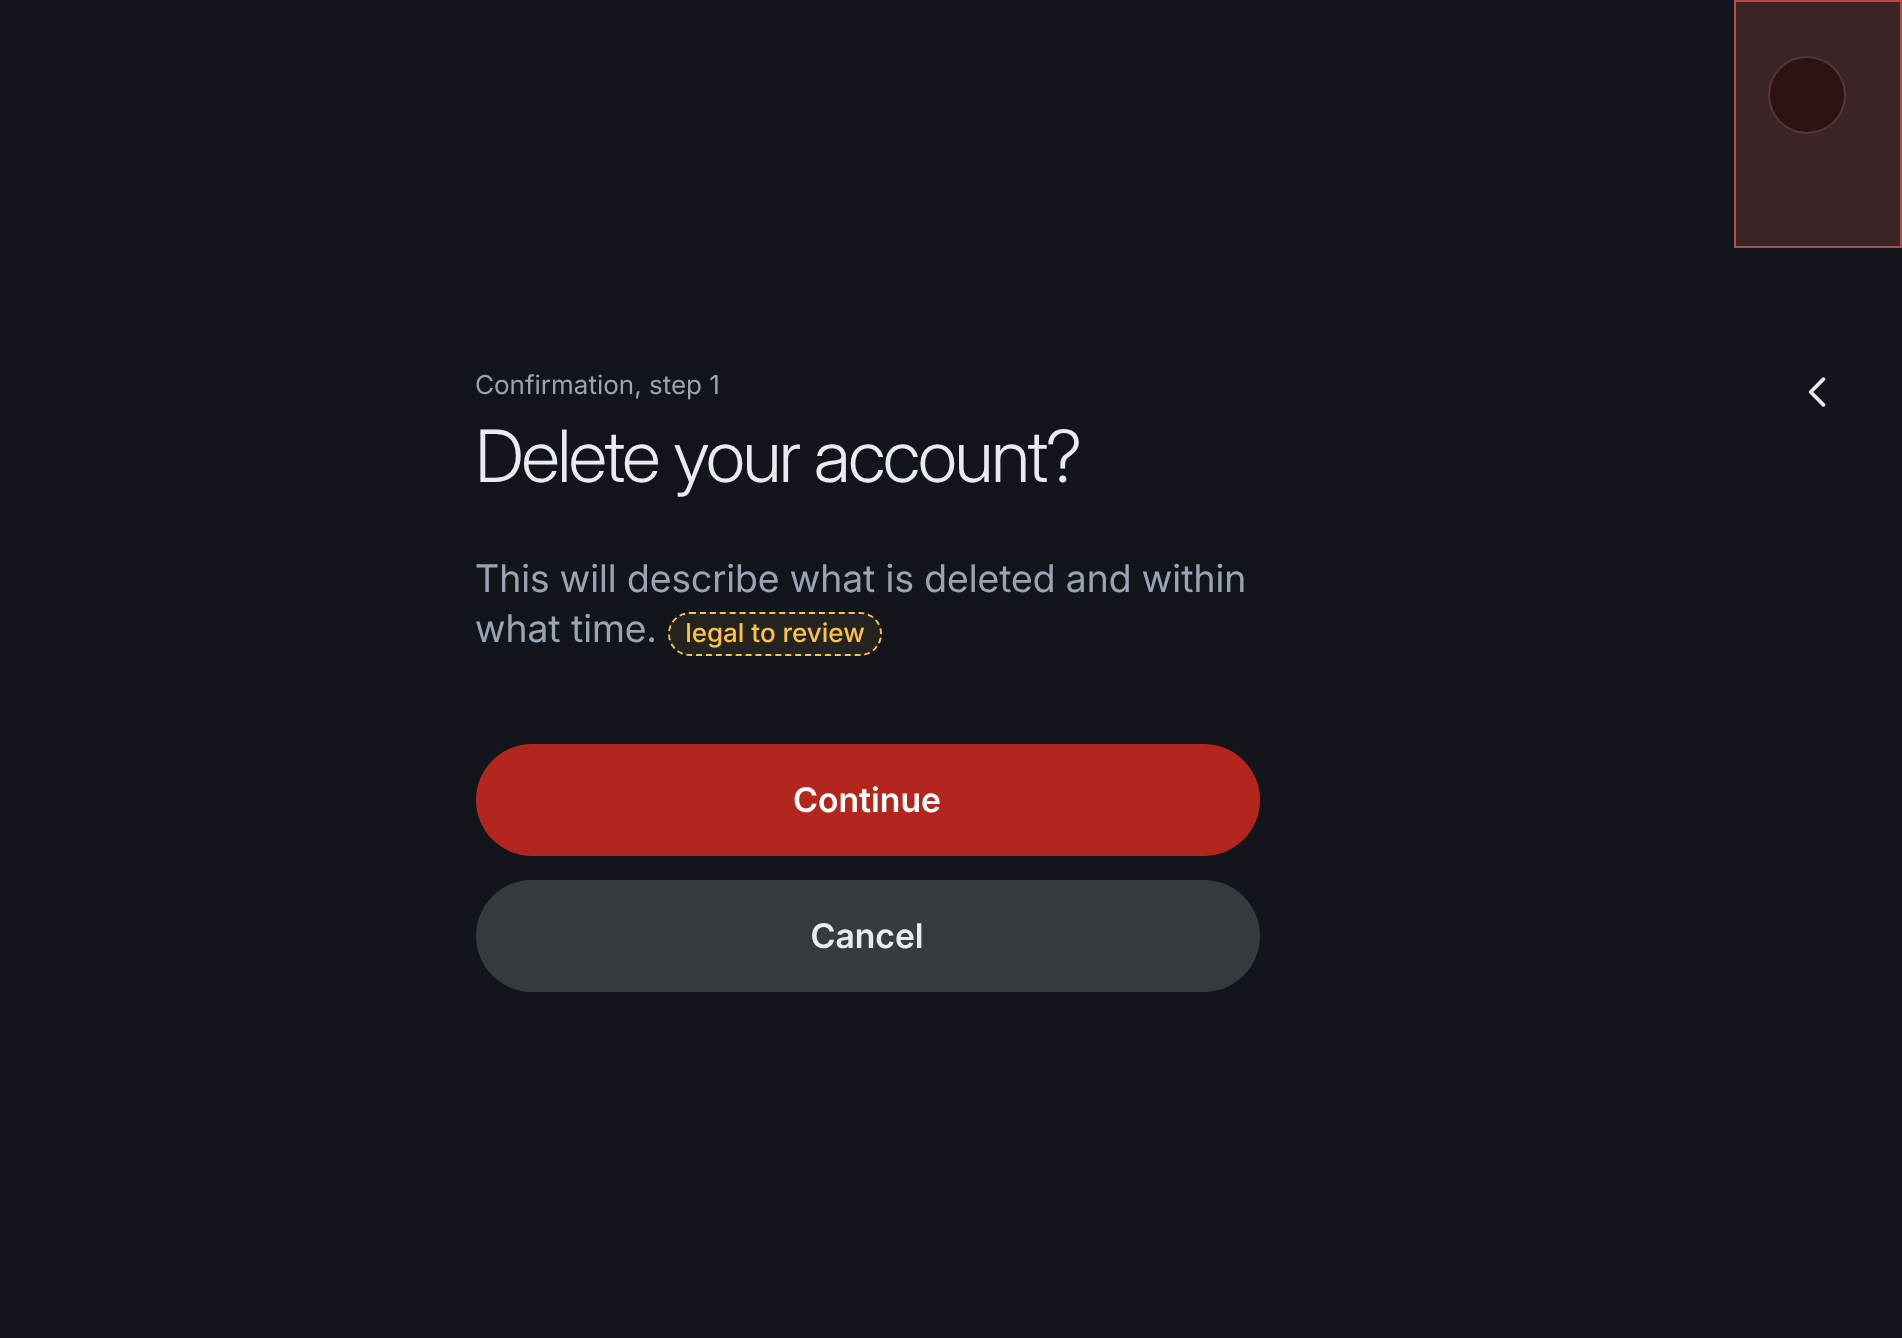 Confirmation, step 1
Delete your account?
This will describe what is deleted and within
what time. legal to review
Continue
Cancel